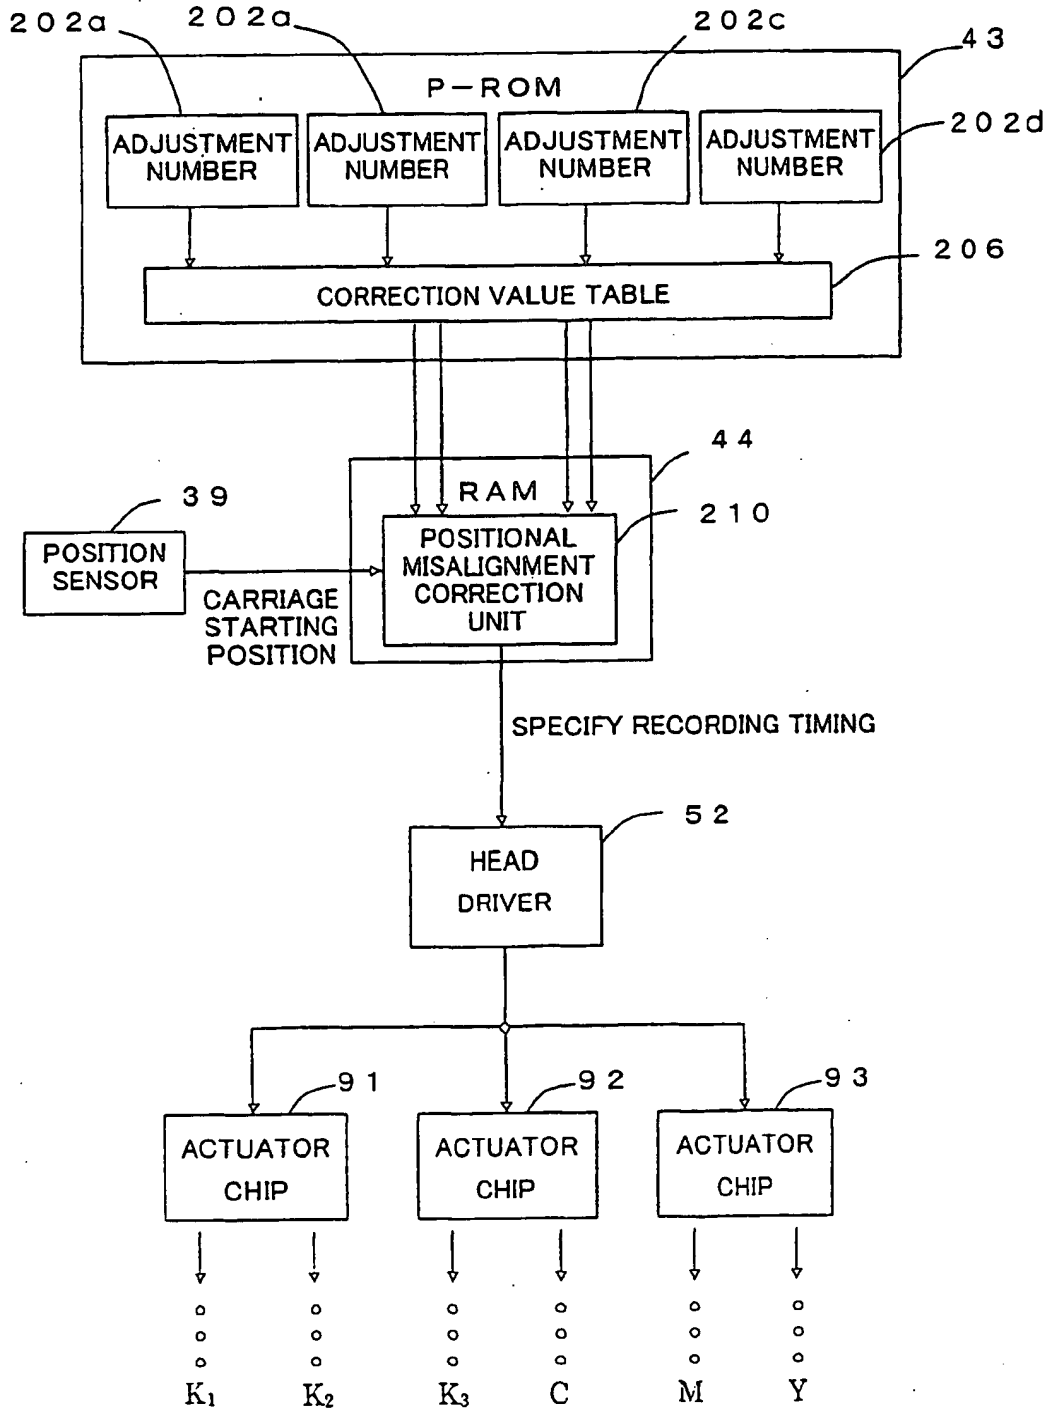 202a 202a 202c 43
P-ROM
ADJUSTMENT NUMBER
ADJUSTMENT NUMBER
ADJUSTMENT NUMBER
ADJUSTMENT NUMBER
202d
206
CORRECTION VALUE TABLE
44
RAM
39
210
POSITION
SENSOR
POSITIONAL
MISALIGNMENT
CORRECTION
UNIT
CARRIAGE
STARTING
POSITION
SPECIFY RECORDING TIMING
52
HEAD
DRIVER
91 92 93
ACTUATOR
CHIP
ACTUATOR
CHIP
ACTUATOR
CHIP
K1 K2 K3 C M Y